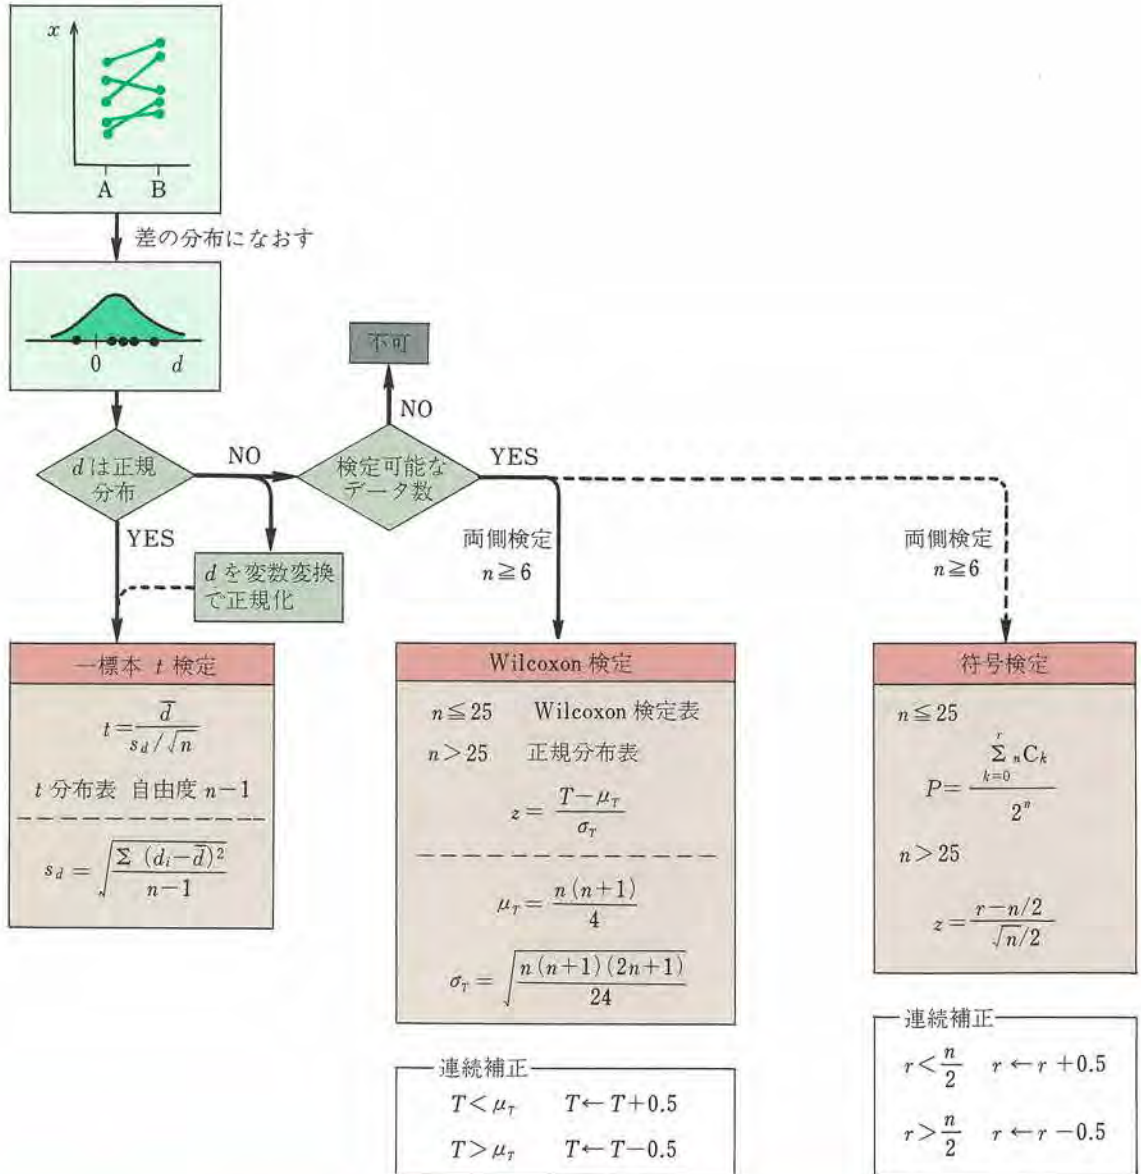 x
A B
差の分布になおす
0 d
不可
NO
d は正規
分布
NO
検定可能な
データ数
YES
YES
両側検定
n≧6
両側検定
n≧6
d を変数変換
で正規化
一標本 t 検定
t = d̄ / (s_d/√n)
t 分布表 自由度 n−1
s_d = √(Σ (d_i−d̄)² / (n−1))
Wilcoxon 検定
n≦25 Wilcoxon 検定表
n>25 正規分布表
z = (T−μ_T) / σ_T
μ_T = n(n+1) / 4
σ_T = √(n(n+1)(2n+1) / 24)
連続補正
T<μ_T T←T+0.5
T>μ_T T←T−0.5
符号検定
n≦25
P = Σ_{k=0}^{r} ₙC_k / 2ⁿ
n>25
z = (r−n/2) / (√n/2)
連続補正
r<n/2 r←r+0.5
r>n/2 r←r−0.5